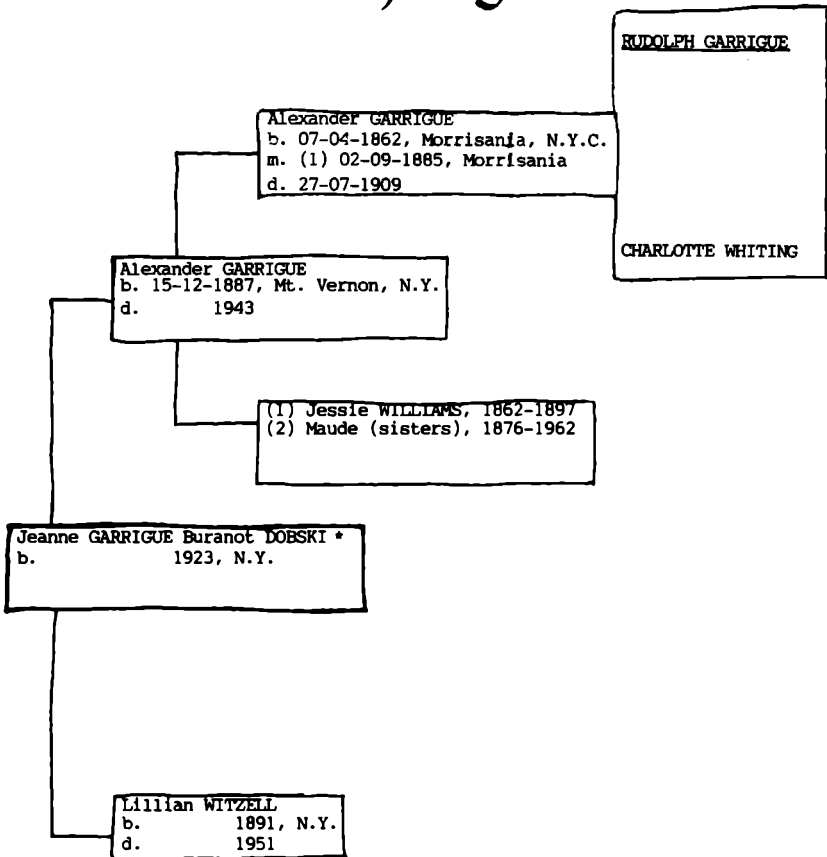 RUDOLPH GARRIGUE
Alexander GARRIGUE
b. 07-04-1862, Morrisania, N.Y.C.
m. (1) 02-09-1885, Morrisania
d. 27-07-1909
CHARLOTTE WHITING
Alexander GARRIGUE
b. 15-12-1887, Mt. Vernon, N.Y.
d. 1943
(1) Jessie WILLIAMS, 1862-1897
(2) Maude (sisters), 1876-1962
Jeanne GARRIGUE Buranot DOBSKI *
b. 1923, N.Y.
Lillian WITZELL
b. 1891, N.Y.
d. 1951